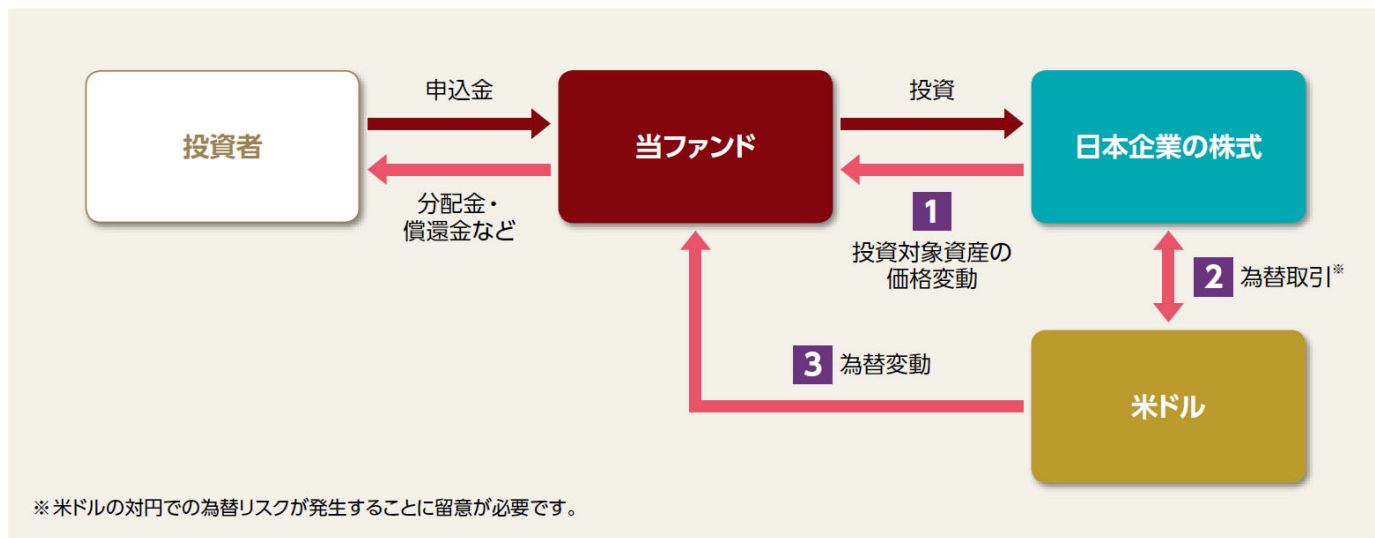 投資者
申込金
分配金・
償還金など
当ファンド
投資
1
投資対象資産の
価格変動
日本企業の株式
2 為替取引※
3 為替変動
米ドル
※米ドルの対円での為替リスクが発生することに留意が必要です。